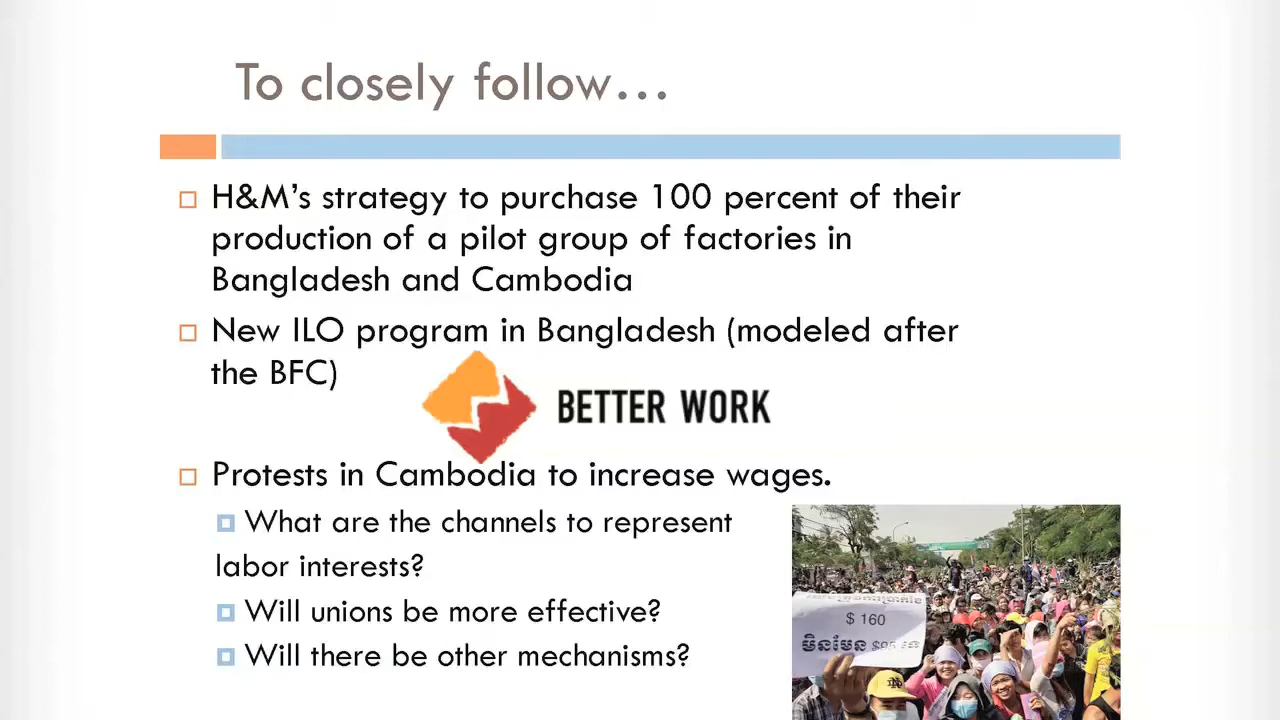 To closely follow…
H&M’s strategy to purchase 100 percent of their
production of a pilot group of factories in
Bangladesh and Cambodia
New ILO program in Bangladesh (modeled after
the BFC)
BETTER WORK
Protests in Cambodia to increase wages.
What are the channels to represent
labor interests?
Will unions be more effective?
Will there be other mechanisms?
$ 160
មិនមែន